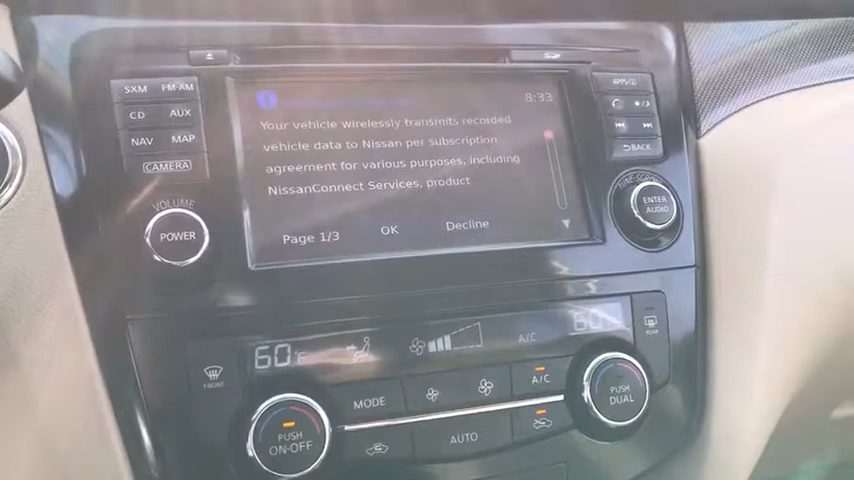 SXM FM·AM
CD AUX
NAV MAP
CAMERA
VOLUME
POWER
8:33
Your vehicle wirelessly transmits recorded
vehicle data to Nissan per subscription
agreement for various purposes, including
NissanConnect Services, product
Page 1/3 OK Decline
APPS
BACK
TUNE·SCROLL
ENTER
AUDIO
60°F
A/C
60
FRONT
REAR
MODE
A/C
AUTO
PUSH
ON·OFF
PUSH
DUAL